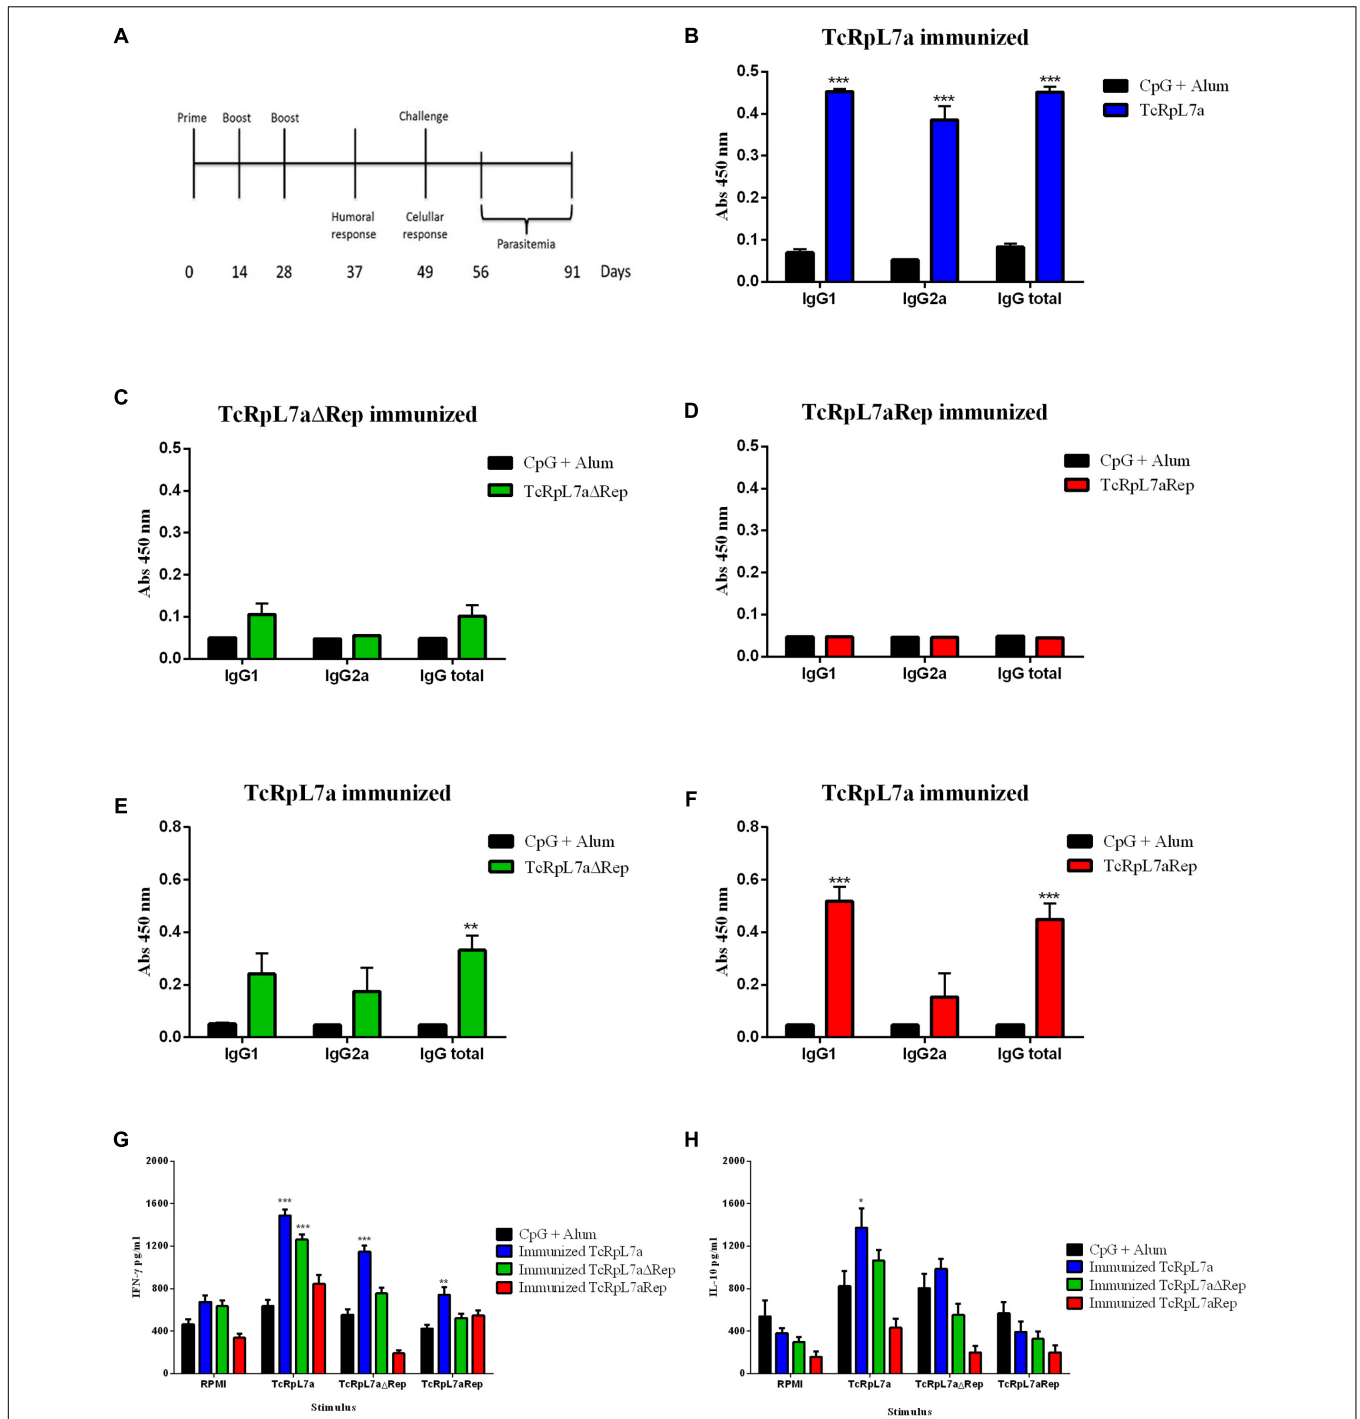 A
Prime Boost Boost Challenge
Humoral response
Celullar response
Parasitemia
0 14 28 37 49 56 91 Days
B
TcRpL7a immunized
Abs 450 nm
0.5
0.4
0.3
0.2
0.1
0.0
*** *** ***
IgG1 IgG2a IgG total
CpG + Alum
TcRpL7a
C
TcRpL7aΔRep immunized
Abs 450 nm
0.5
0.4
0.3
0.2
0.1
0.0
IgG1 IgG2a IgG total
CpG + Alum
TcRpL7aΔRep
D
TcRpL7aRep immunized
Abs 450 nm
0.5
0.4
0.3
0.2
0.1
0.0
IgG1 IgG2a IgG total
CpG + Alum
TcRpL7aRep
E
TcRpL7a immunized
Abs 450 nm
0.8
0.6
0.4
0.2
0.0
**
IgG1 IgG2a IgG total
CpG + Alum
TcRpL7aΔRep
F
TcRpL7a immunized
Abs 450 nm
0.8
0.6
0.4
0.2
0.0
*** ***
IgG1 IgG2a IgG total
CpG + Alum
TcRpL7aRep
G
IFN-γ pg/ml
2000
1600
1200
800
400
0
*** *** *** **
RPMI TcRpL7a TcRpL7a△Rep TcRpL7aRep
Stimulus
CpG + Alum
Immunized TcRpL7a
Immunized TcRpL7aΔRep
Immunized TcRpL7aRep
H
IL-10 pg/ml
2000
1600
1200
800
400
0
*
RPMI TcRpL7a TcRpL7a△Rep TcRpL7aRep
Stimulus
CpG + Alum
Immunized TcRpL7a
Immunized TcRpL7aΔRep
Immunized TcRpL7aRep